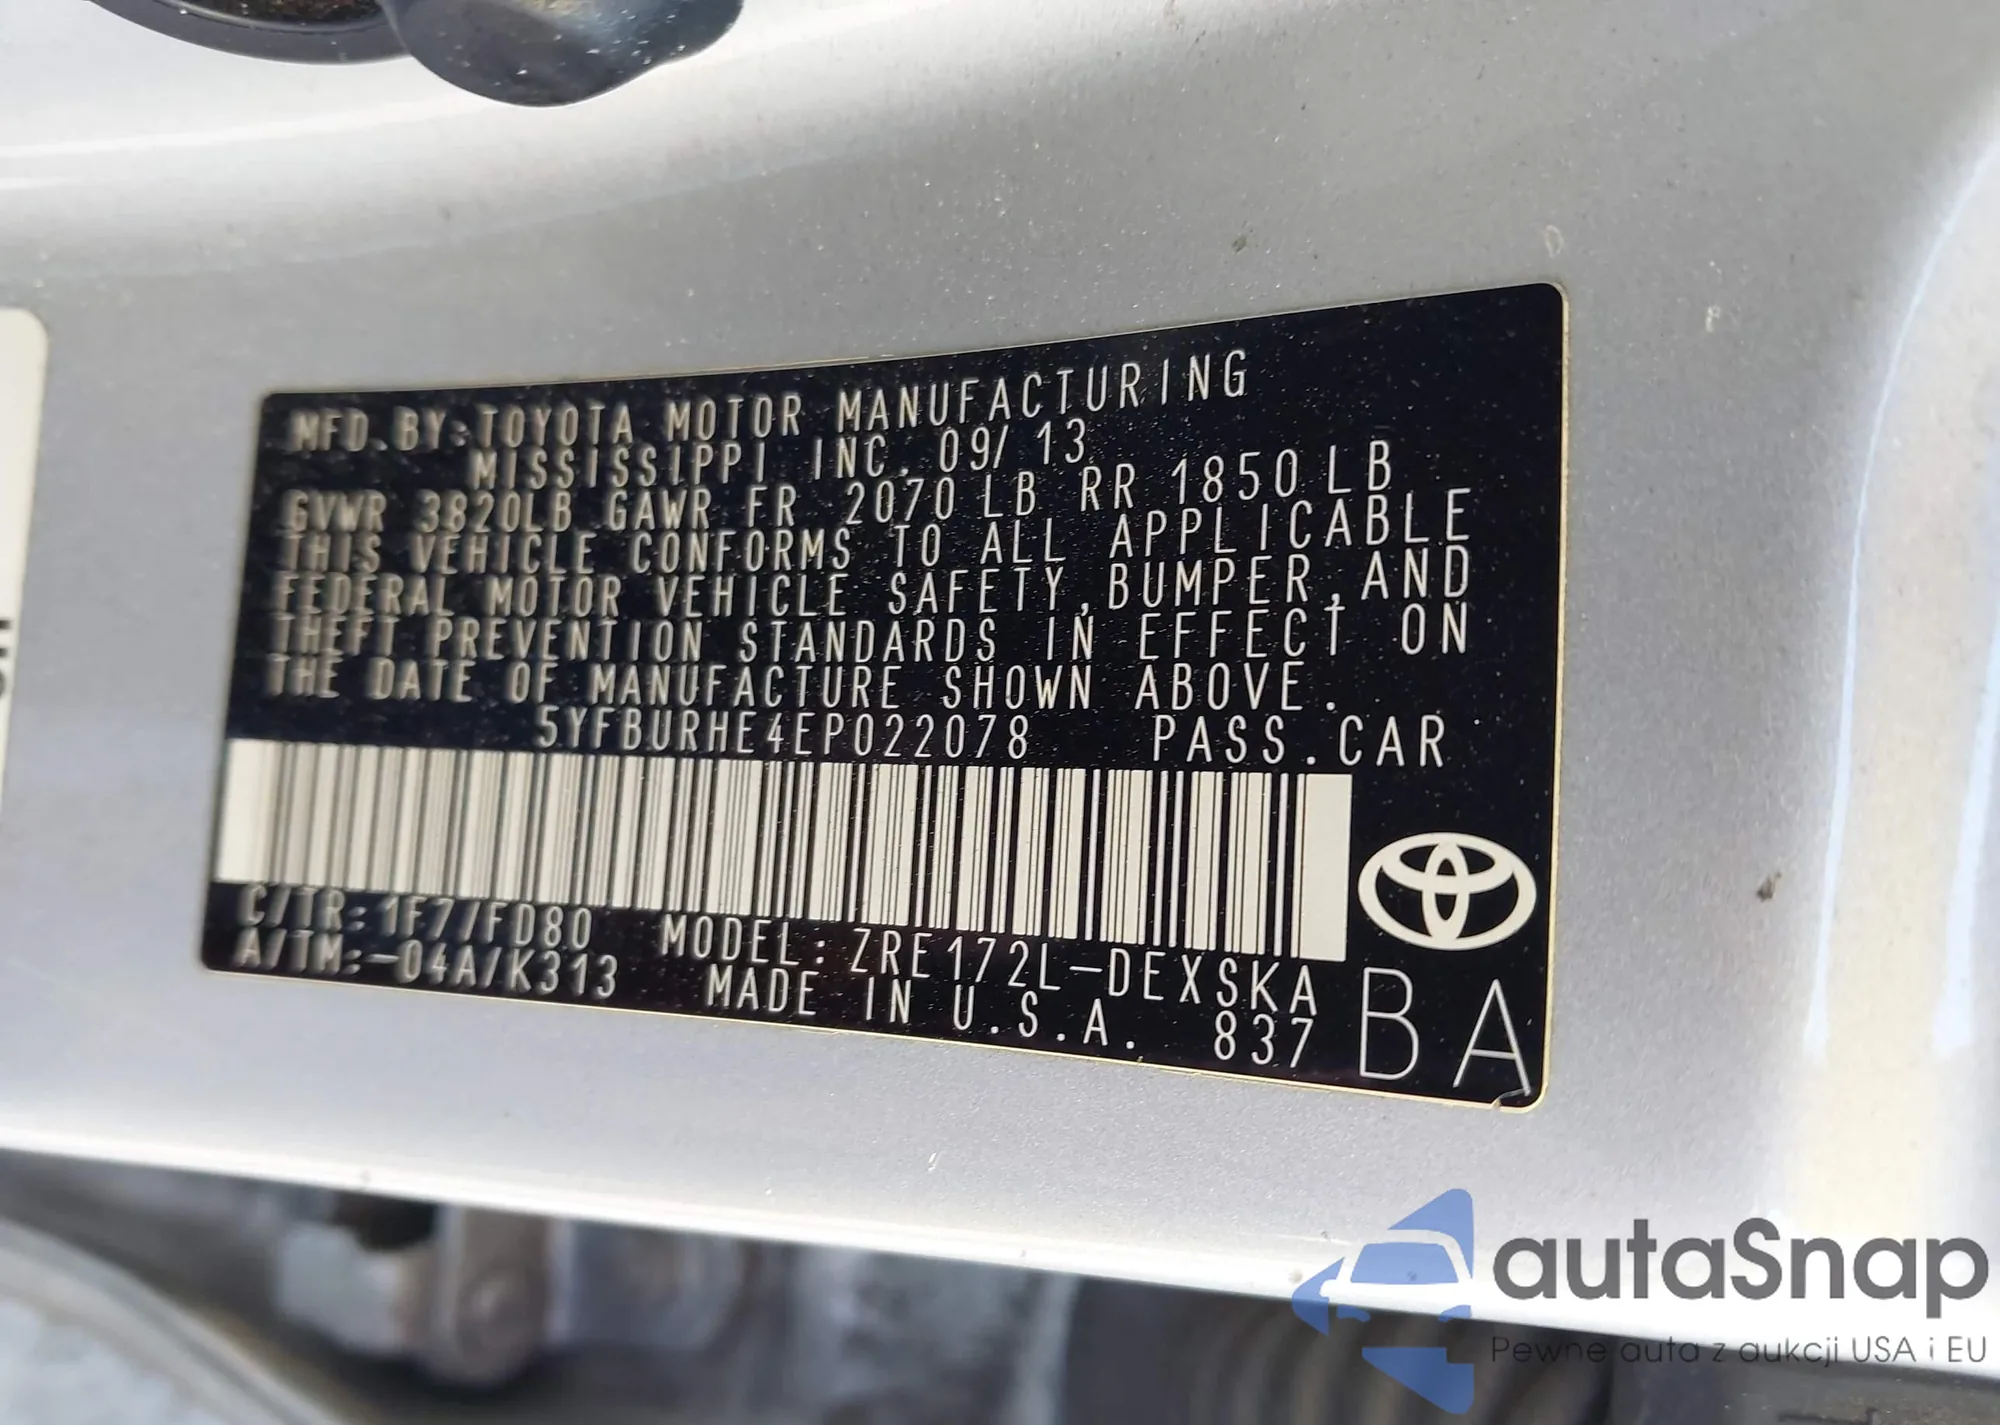 MFD.BY:TOYOTA MOTOR MANUFACTURING
MISSISSIPPI INC. 09/ 13
GVWR 3820LB GAWR FR 2070 LB RR 1850 LB
THIS VEHICLE CONFORMS TO ALL APPLICABLE
FEDERAL MOTOR VEHICLE SAFETY,BUMPER,AND
THEFT PREVENTION STANDARDS IN EFFECT ON
THE DATE OF MANUFACTURE SHOWN ABOVE.
5YFBURHE4EP022078 PASS.CAR
C/TR:1F7/FD80 MODEL:ZRE172L-DEXSKA
A/TM:-04A/K313 MADE IN U.S.A. 837
BA
autaSnap
Pewne auta z aukcji USA i EU